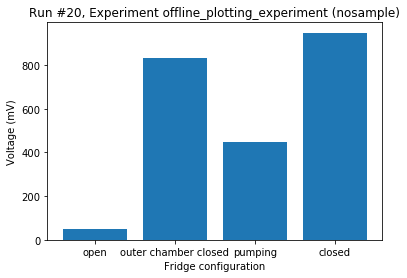 Run #20, Experiment offline_plotting_experiment (nosample)
Voltage (mV)
800
600
400
200
0
open outer chamber closed pumping closed
Fridge configuration